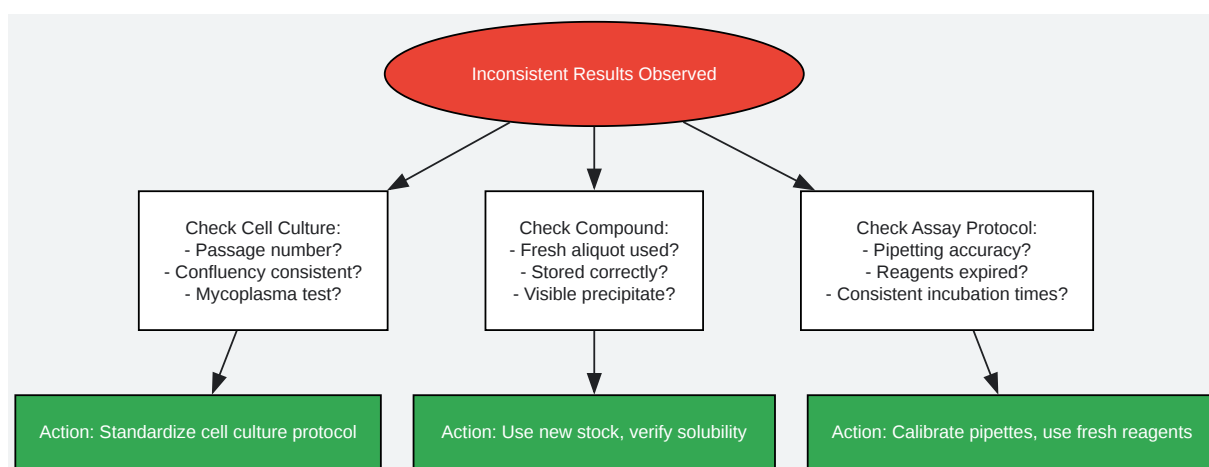 Inconsistent Results Observed
Check Cell Culture:
- Passage number?
- Confluency consistent?
- Mycoplasma test?
Check Compound:
- Fresh aliquot used?
- Stored correctly?
- Visible precipitate?
Check Assay Protocol:
- Pipetting accuracy?
- Reagents expired?
- Consistent incubation times?
Action: Standardize cell culture protocol
Action: Use new stock, verify solubility
Action: Calibrate pipettes, use fresh reagents